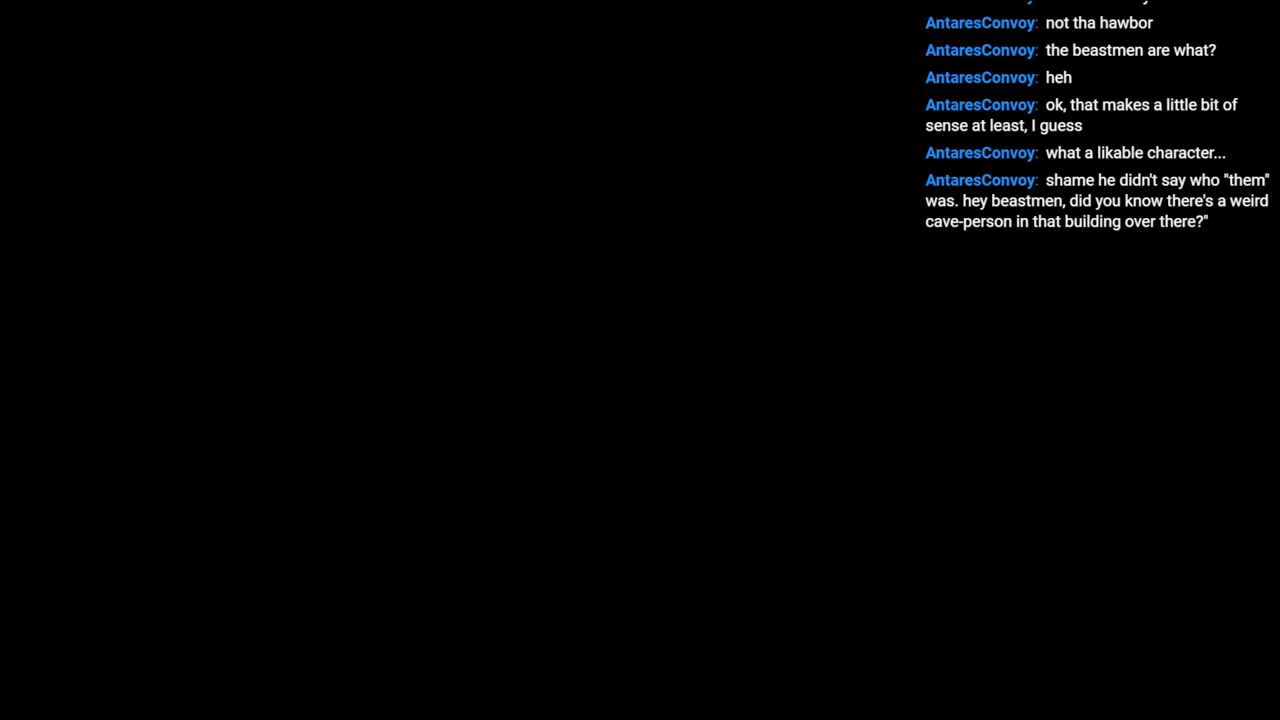 AntaresConvoy: not tha hawbor
AntaresConvoy: the beastmen are what?
AntaresConvoy: heh
AntaresConvoy: ok, that makes a little bit of
sense at least, I guess
AntaresConvoy: what a likable character...
AntaresConvoy: shame he didn't say who "them"
was. hey beastmen, did you know there's a weird
cave-person in that building over there?"